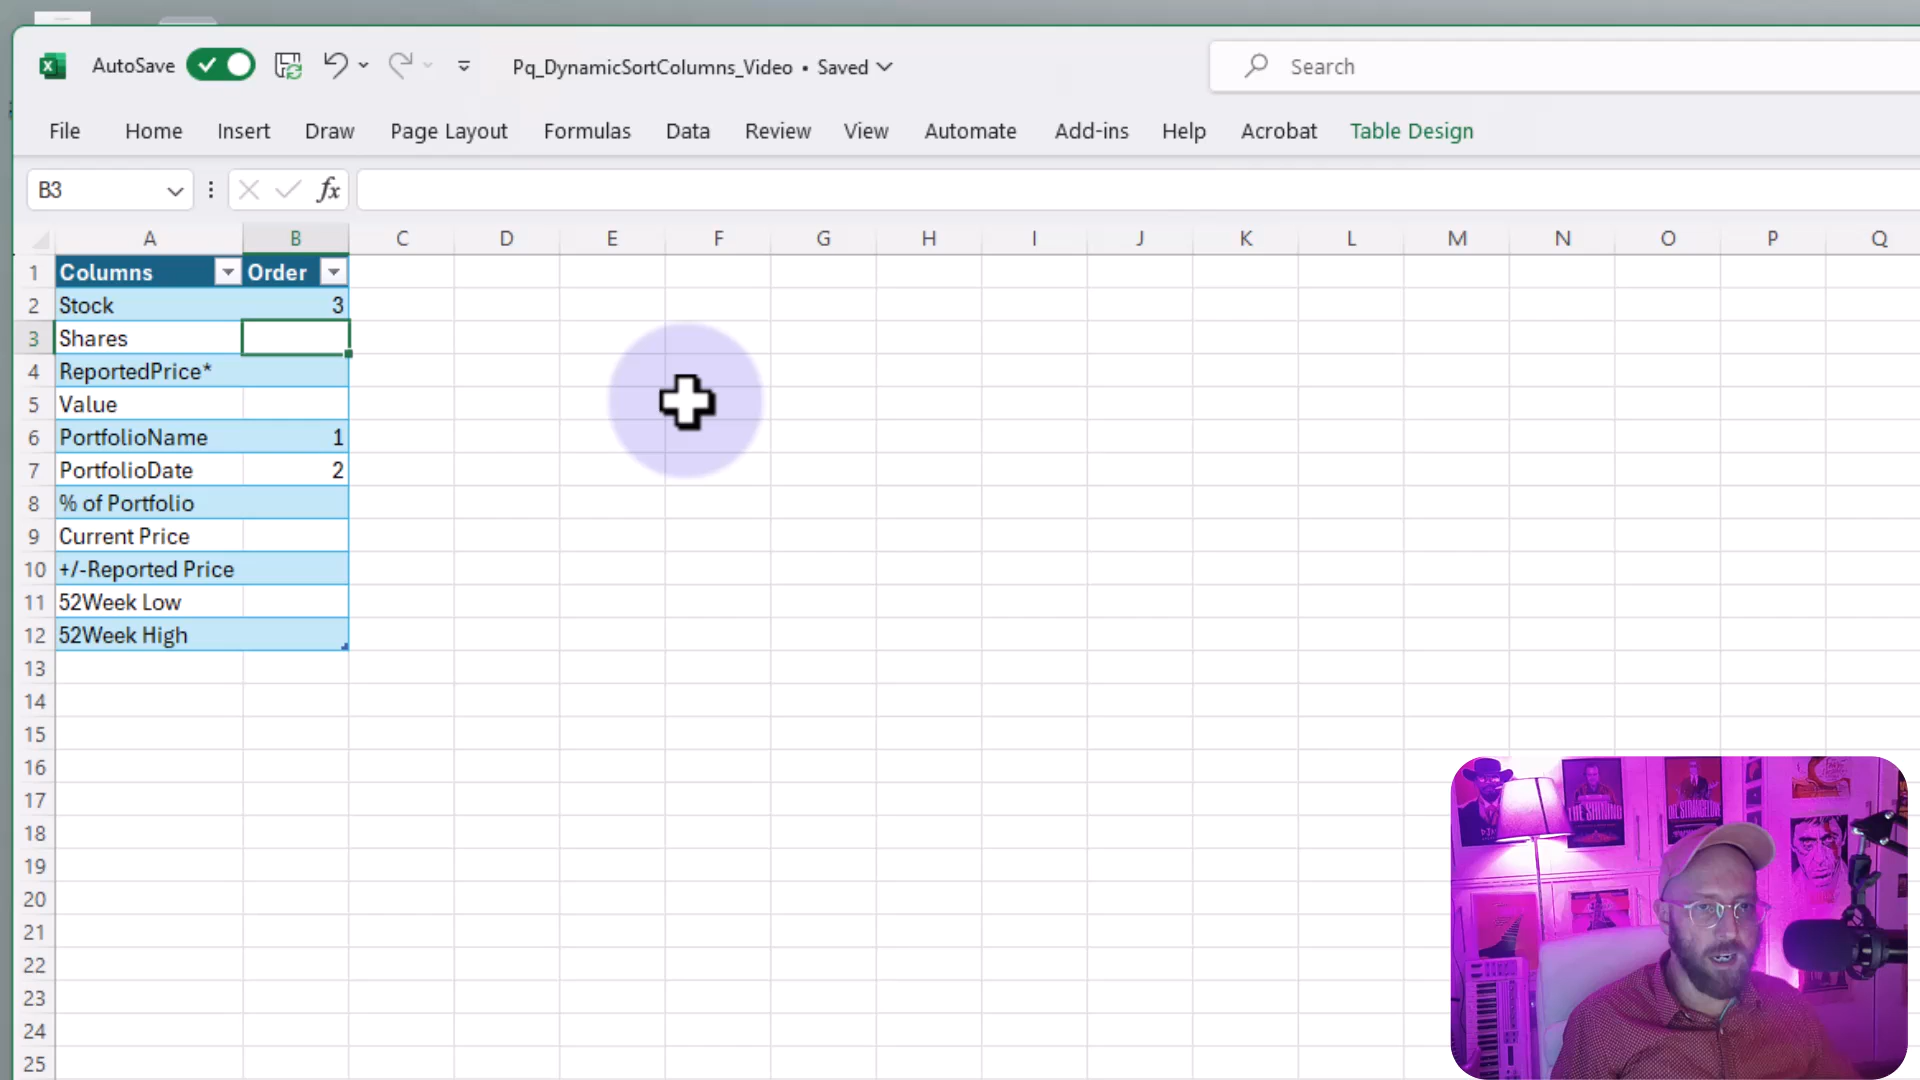 AutoSave
Pq_DynamicSortColumns_Video • Saved
Search
File Home Insert Draw Page Layout Formulas Data Review View Automate Add-ins Help Acrobat Table Design
B3 fx
A B C D E F G H I J K L M N O P Q
1 Columns Order
2 Stock 3
3 Shares
4 ReportedPrice*
5 Value
6 PortfolioName 1
7 PortfolioDate 2
8 % of Portfolio
9 Current Price
10 +/-Reported Price
11 52Week Low
12 52Week High
13
14
15
16
17
18
19
20
21
22
23
24
25
THE SHINING